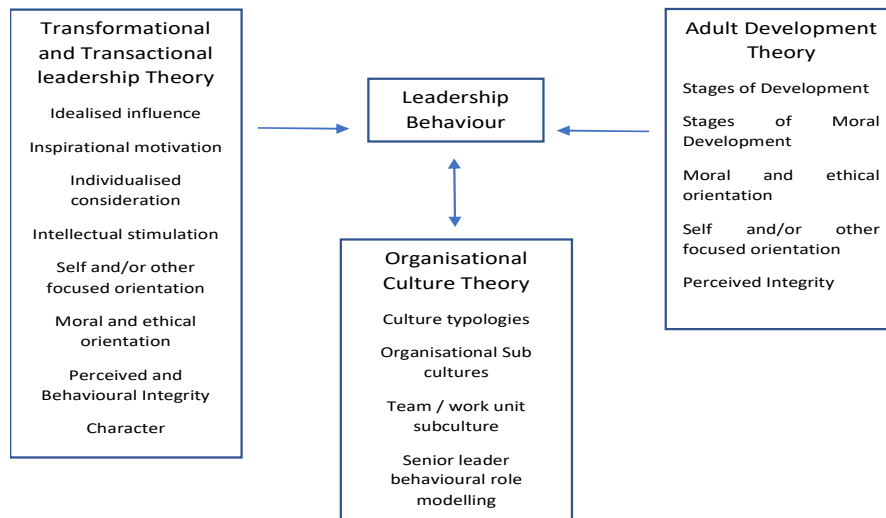 Transformational
and Transactional
leadership Theory
Idealised influence
Inspirational motivation
Individualised
consideration
Intellectual stimulation
Self and/or other
focused orientation
Moral and ethical
orientation
Perceived and
Behavioural Integrity
Character
Leadership
Behaviour
Organisational
Culture Theory
Culture typologies
Organisational Sub
cultures
Team / work unit
subculture
Senior leader
behavioural role
modelling
Adult Development
Theory
Stages of Development
Stages of Moral
Development
Moral and ethical
orientation
Self and/or other
focused orientation
Perceived Integrity